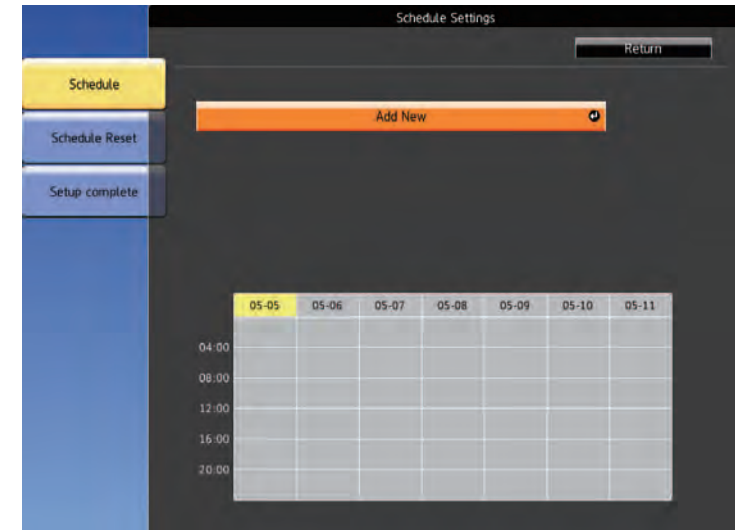 Schedule Settings
Return
Schedule
Add New
Schedule Reset
Setup complete
05-05 05-06 05-07 05-08 05-09 05-10 05-11
04:00
08:00
12:00
16:00
20:00